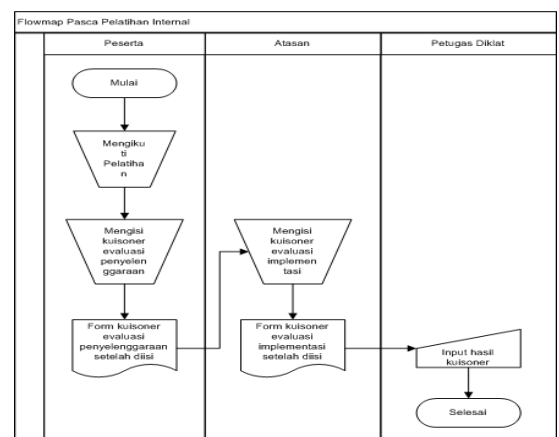 Flowmap Pasca Pelatihan Internal
Peserta
Atasan
Petugas Diklat
Mulai
Mengiku
ti
Pelatiha
n
Mengisi
kuisoner
evaluasi
penyelen
ggaraan
Form kuisoner
evaluasi
penyelenggaraan
setelah diisi
Mengisi
kuisoner
evaluasi
implemen
tasi
Form kuisoner
evaluasi
implementasi
setelah diisi
Input hasil
kuisoner
Selesai